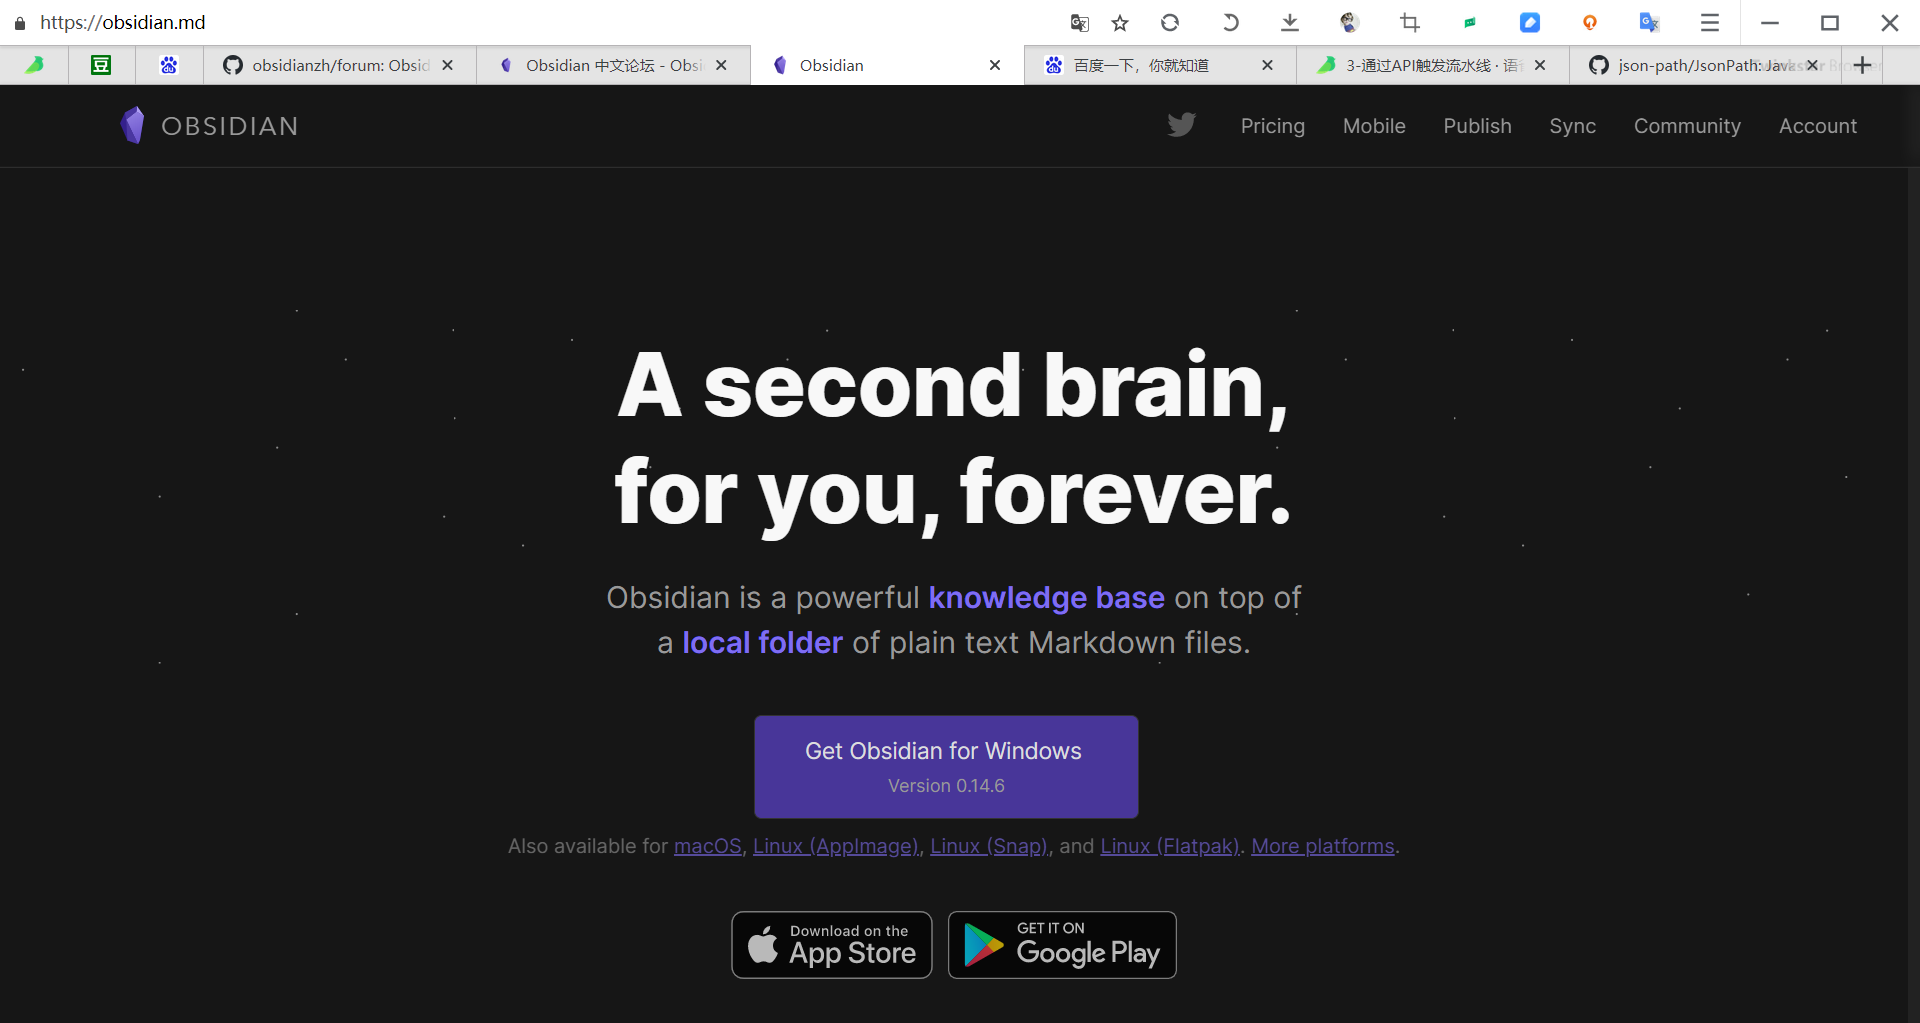 https://obsidian.md
obsidianzh/forum: Obsid
Obsidian 中文论坛 - Obsi
Obsidian
百度一下，你就知道
3-通过API触发流水线 · 语
json-path/JsonPath: Java
OBSIDIAN
Pricing
Mobile
Publish
Sync
Community
Account
A second brain,
for you, forever.
Obsidian is a powerful knowledge base on top of
a local folder of plain text Markdown files.
Get Obsidian for Windows
Version 0.14.6
Also available for macOS, Linux (AppImage), Linux (Snap), and Linux (Flatpak). More platforms.
Download on the
App Store
GET IT ON
Google Play